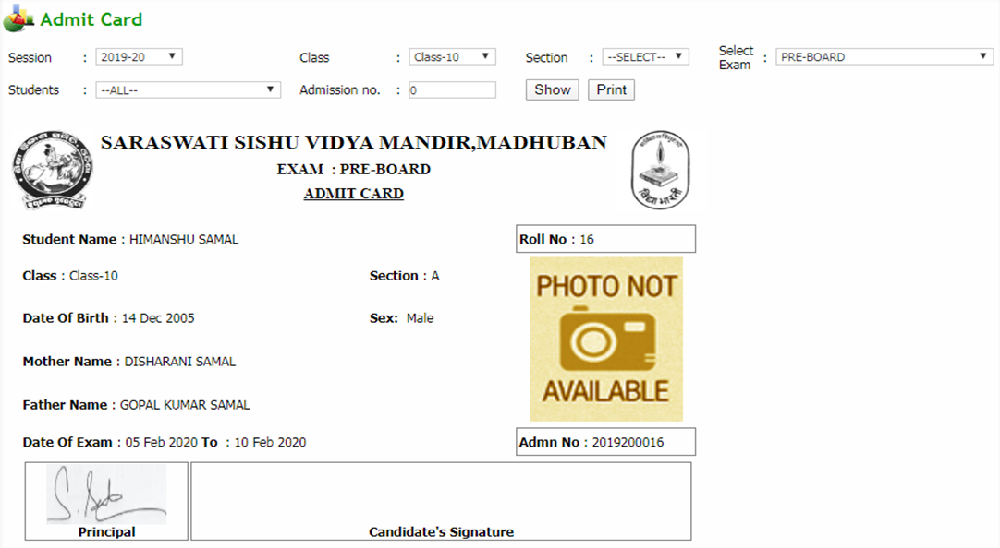 Admit Card
Session : 2019-20 Class : Class-10 Section : --SELECT-- Select Exam : PRE-BOARD
Students : --ALL-- Admission no. : 0 Show Print
SARASWATI SISHU VIDYA MANDIR,MADHUBAN
EXAM : PRE-BOARD
ADMIT CARD
विद्या भारती
Student Name : HIMANSHU SAMAL Roll No : 16
Class : Class-10 Section : A
PHOTO NOT
AVAILABLE
Date Of Birth : 14 Dec 2005 Sex: Male
Mother Name : DISHARANI SAMAL
Father Name : GOPAL KUMAR SAMAL
Date Of Exam : 05 Feb 2020 To : 10 Feb 2020 Admn No : 2019200016
Principal Candidate's Signature